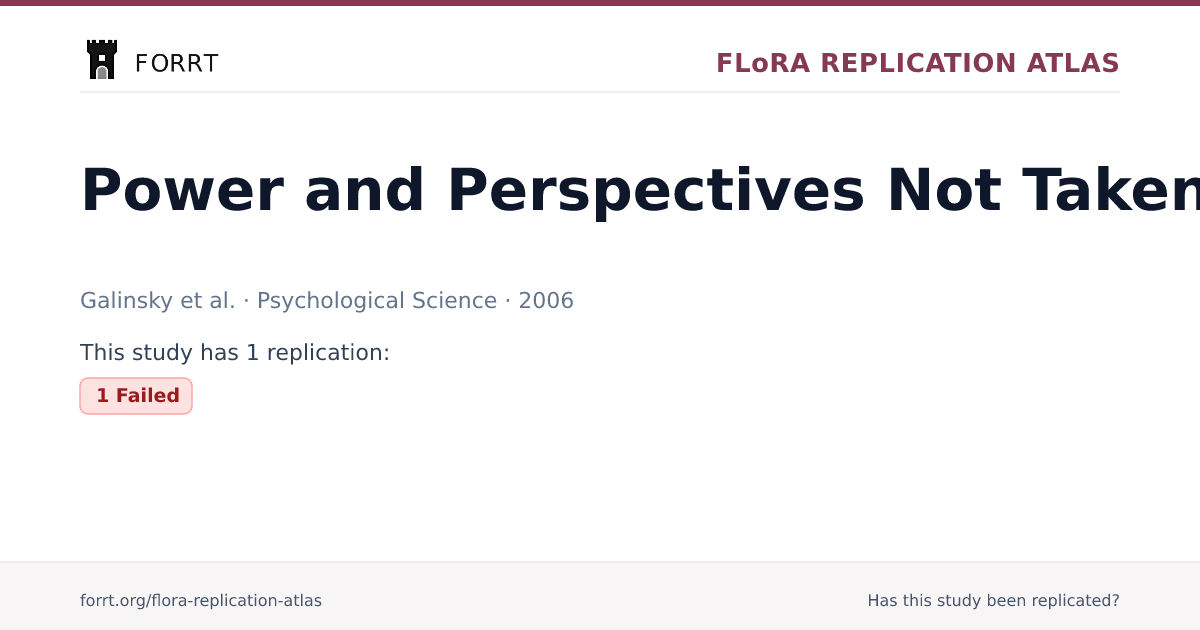 FORRT
FLoRA REPLICATION ATLAS
Power and Perspectives Not Taken
Galinsky et al. · Psychological Science · 2006
This study has 1 replication:
1 Failed
forrt.org/flora-replication-atlas
Has this study been replicated?